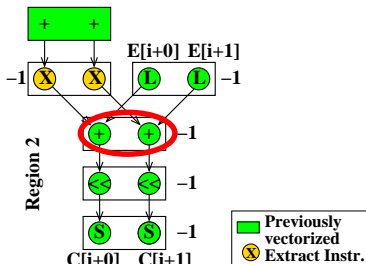 + +
E[i+0] E[i+1]
−1 X X L L −1
+ + −1
Region 2
<< << −1
S S −1
C[i+0] C[i+1]
Previously
vectorized
X Extract Instr.